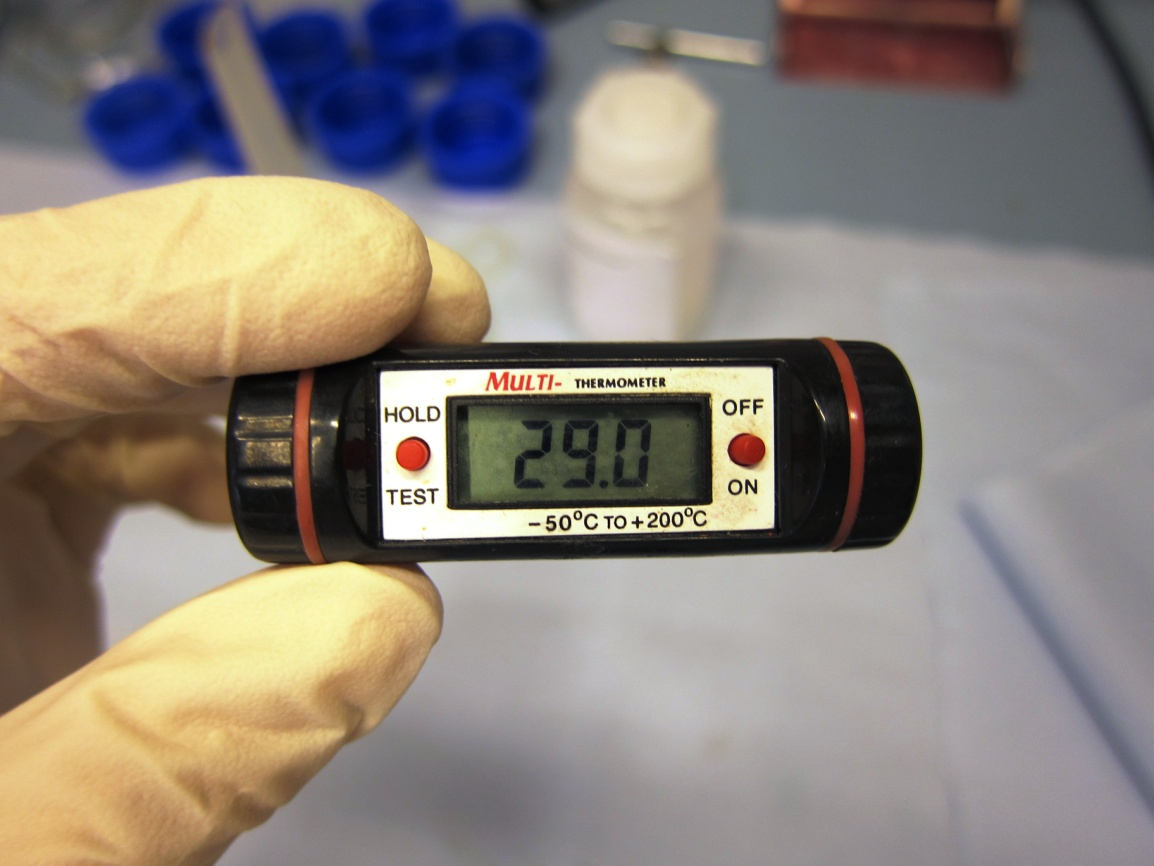 MULTI- THERMOMETER
HOLD
OFF
29.0
TEST
ON
-50°C TO +200°C